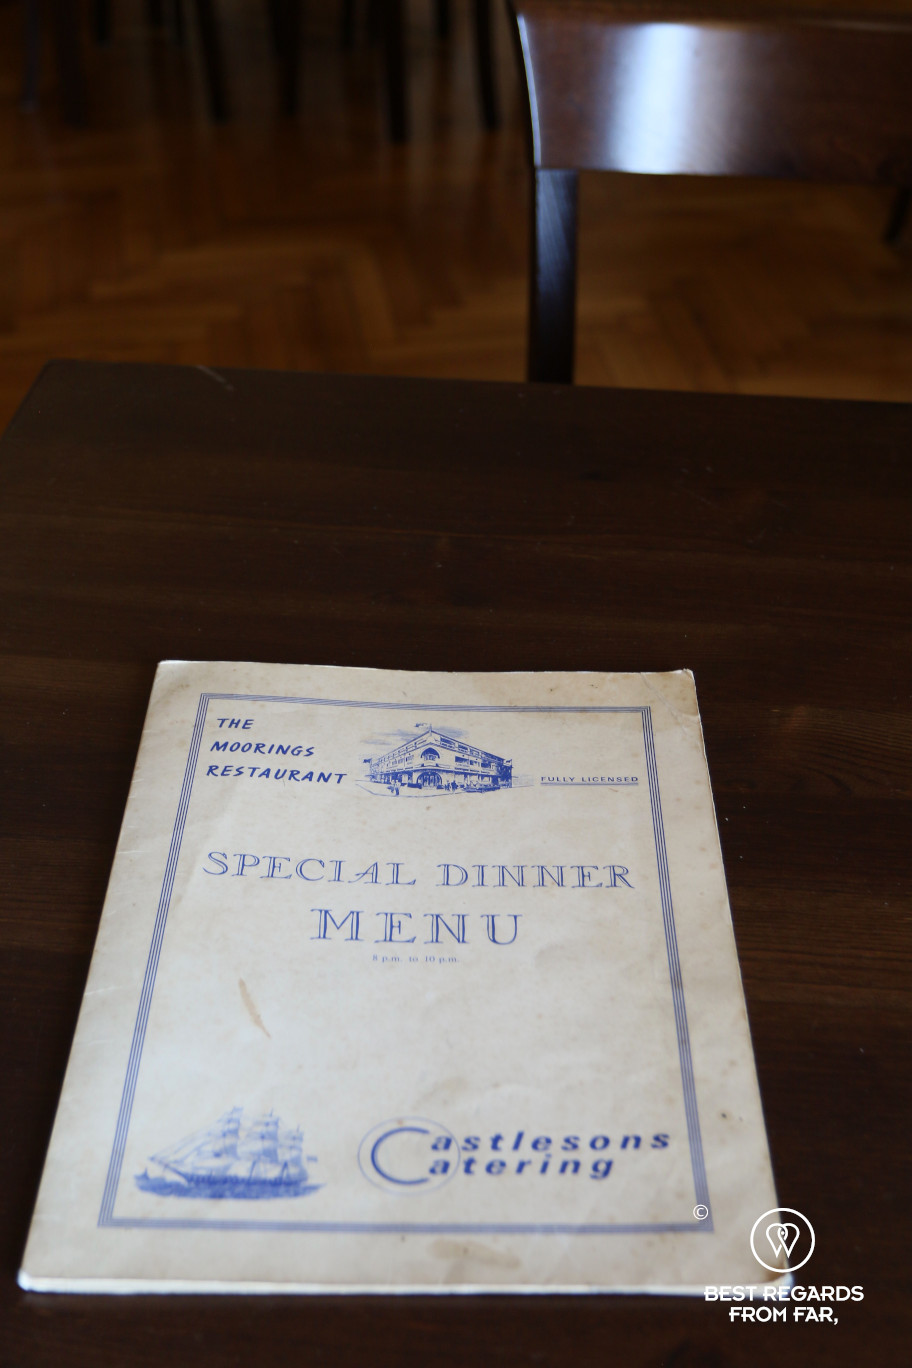 THE
MOORINGS
RESTAURANT
FULLY LICENSED
SPECIAL DINNER
MENU
8 p.m. to 10 p.m.
Castlesons
Catering
©
BEST REGARDS
FROM FAR,